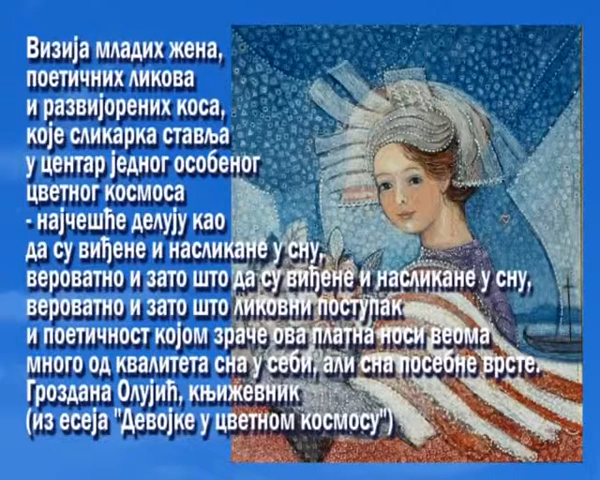 Визија младих жена,
поетичних ликова
и развијорених коса,
које сликарка ставља
у центар једног особеног
цветног космоса
- најчешће делују као
да су виђене и насликане у сну,
вероватно и зато што да су виђене и насликане у сну,
вероватно и зато што ликовни поступак
и поетичност којом зраче ова платна носи веома
много од квалитета сна у себи, али сна посебне врсте.
Гроздана Олујић, књижевник
(из есеја "Девојке у цветном космосу")